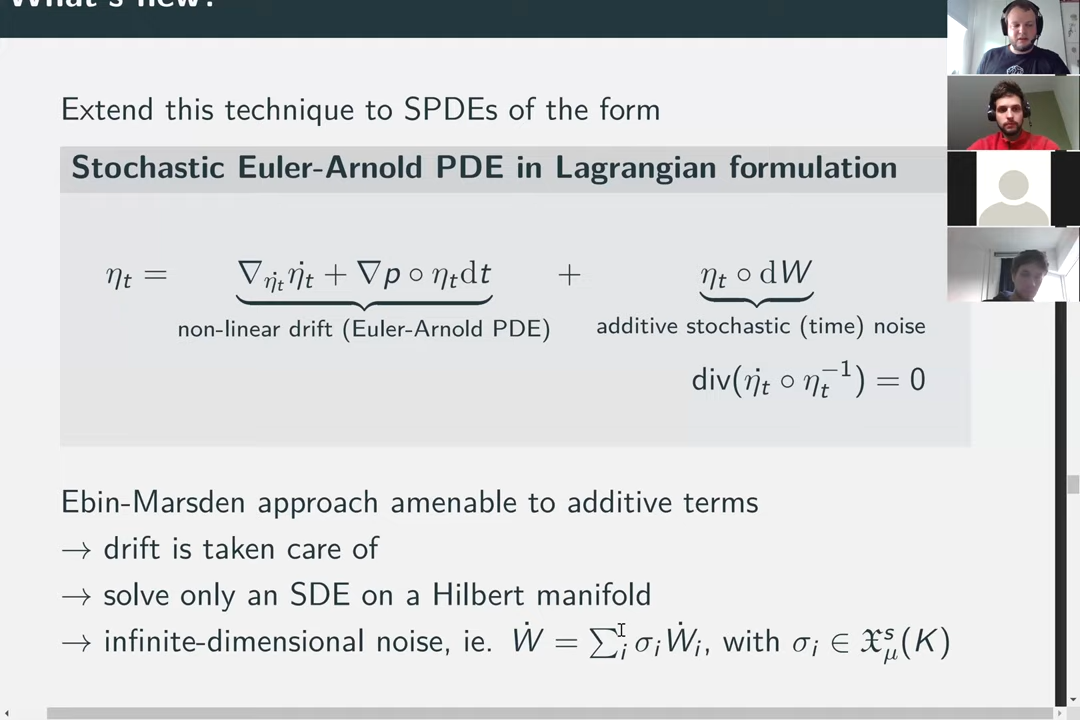 What's new?
Extend this technique to SPDEs of the form
Stochastic Euler-Arnold PDE in Lagrangian formulation
η_t = ∇_{η̇_t} η̇_t + ∇p ∘ η_t dt + η_t ∘ dW
non-linear drift (Euler-Arnold PDE) additive stochastic (time) noise
div(η̇_t ∘ η_t^{-1}) = 0
Ebin-Marsden approach amenable to additive terms
→ drift is taken care of
→ solve only an SDE on a Hilbert manifold
→ infinite-dimensional noise, ie. Ẇ = ∑_i σ_i Ẇ_i, with σ_i ∈ 𝔛^s_μ(K)